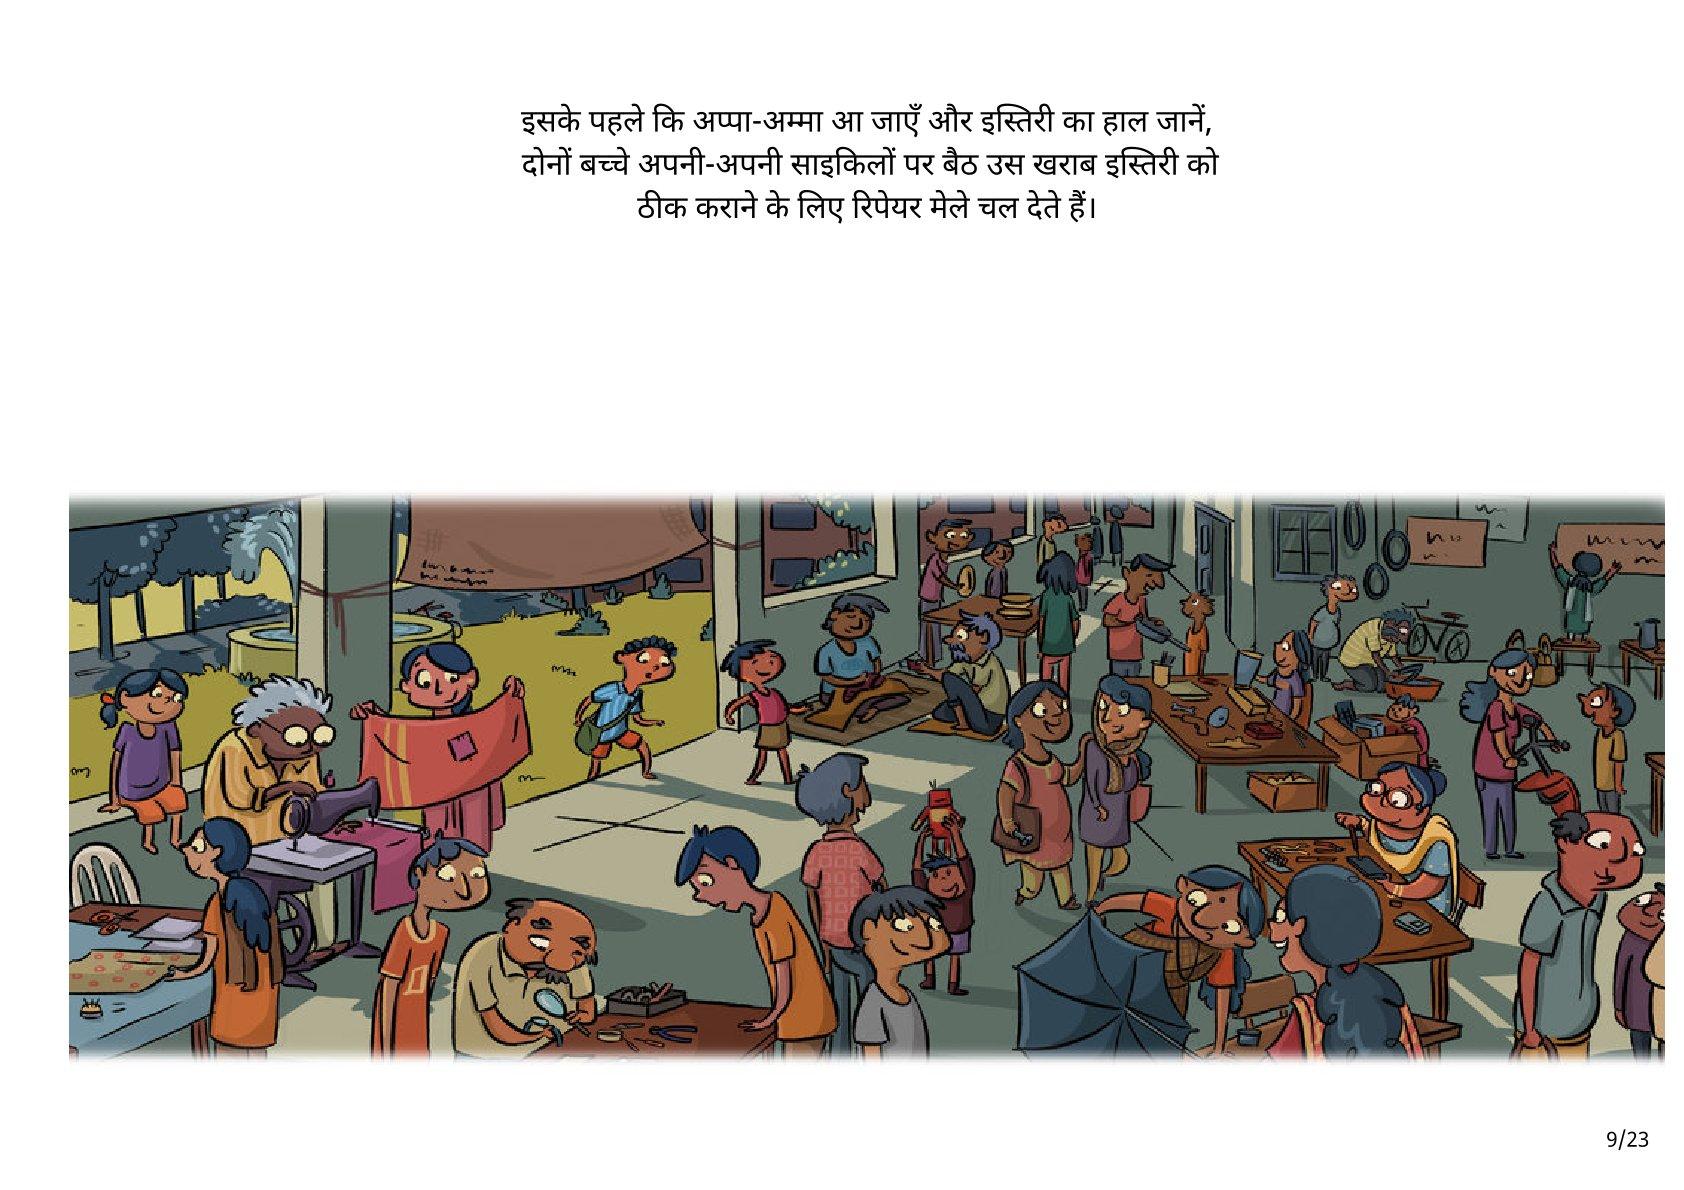 इसके पहले कि अप्पा-अम्मा आ जाएँ और इस्तिरी का हाल जानें,
दोनों बच्चे अपनी-अपनी साइकिलों पर बैठ उस खराब इस्तिरी को
ठीक कराने के लिए रिपेयर मेले चल देते हैं।
9/23